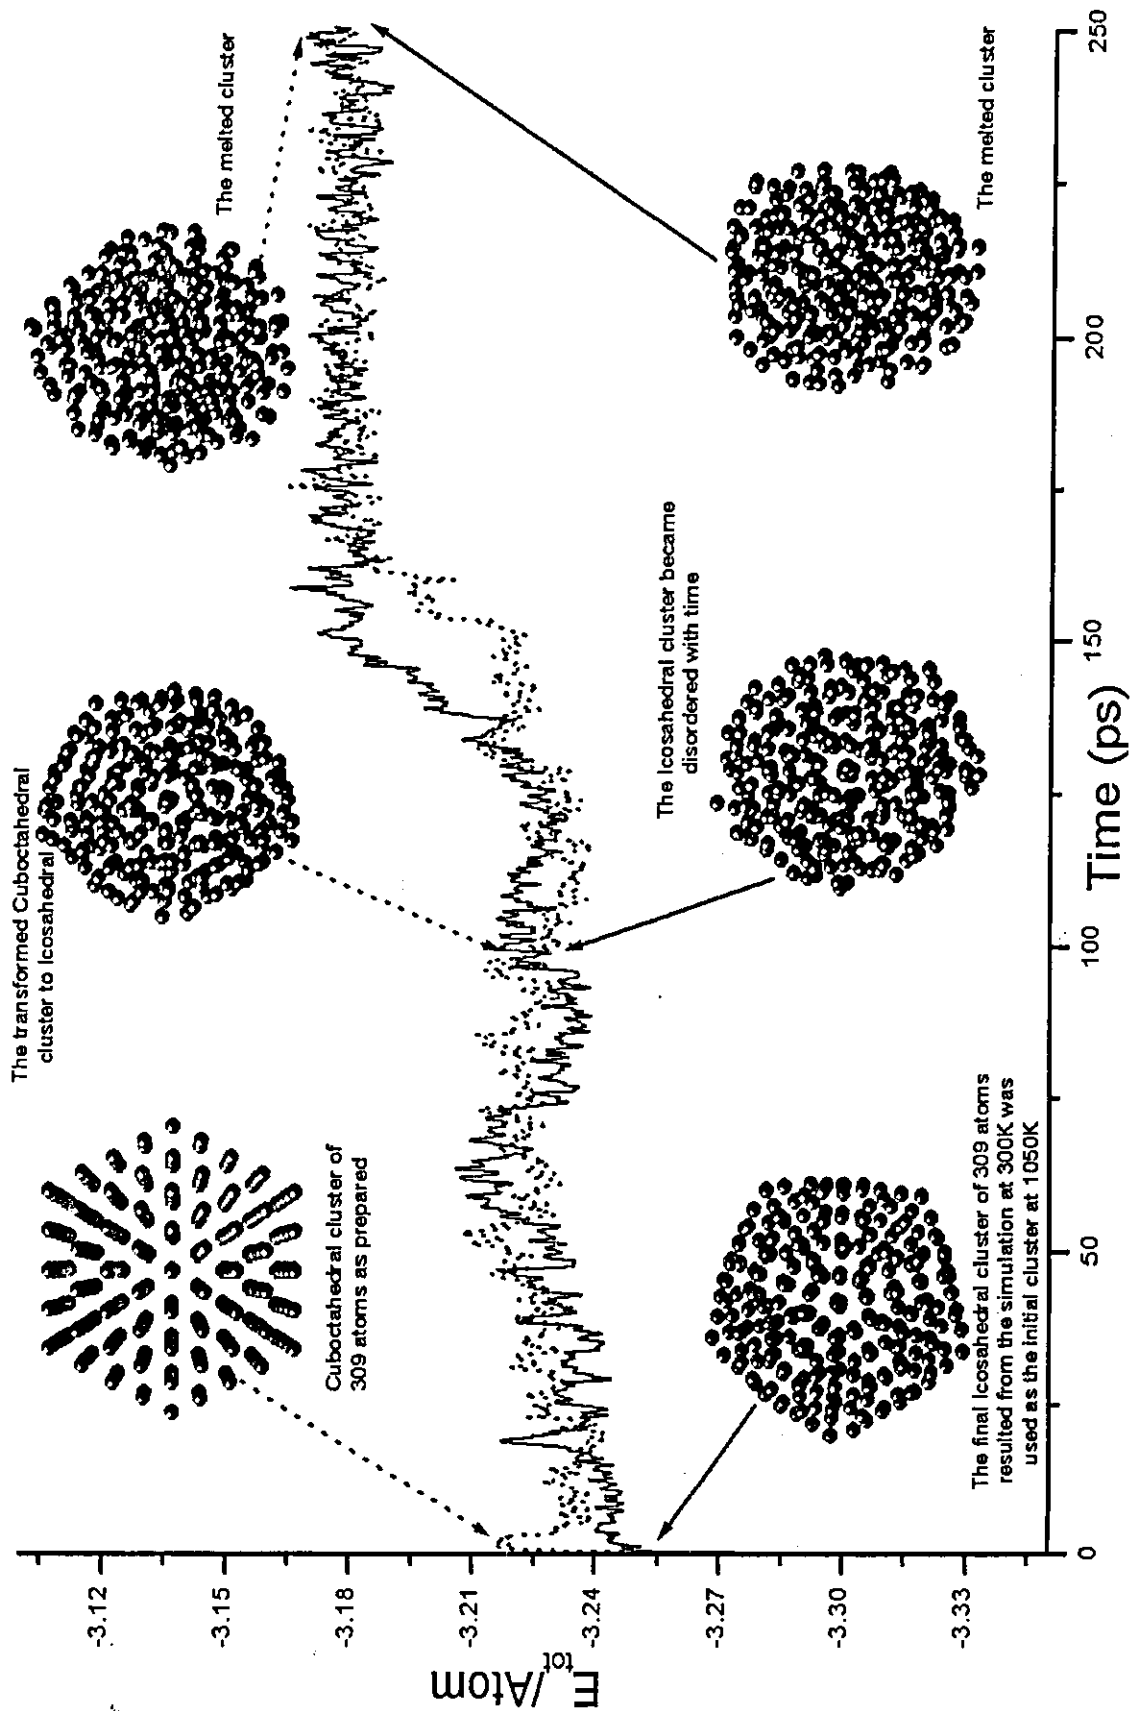 The transformed Cuboctahedral
cluster to Icosahedral
The melted cluster
Cuboctahedral cluster of
309 atoms as prepared
-3.12
-3.15
-3.18
-3.21
-3.24
-3.27
-3.30
-3.33
E_tot/Atom
The Icosahedral cluster became
disordered with time
The melted cluster
The final Icosahedral cluster of 309 atoms
resulted from the simulation at 300K was
used as the initial cluster at 1050K
0
50
100
150
200
250
Time (ps)